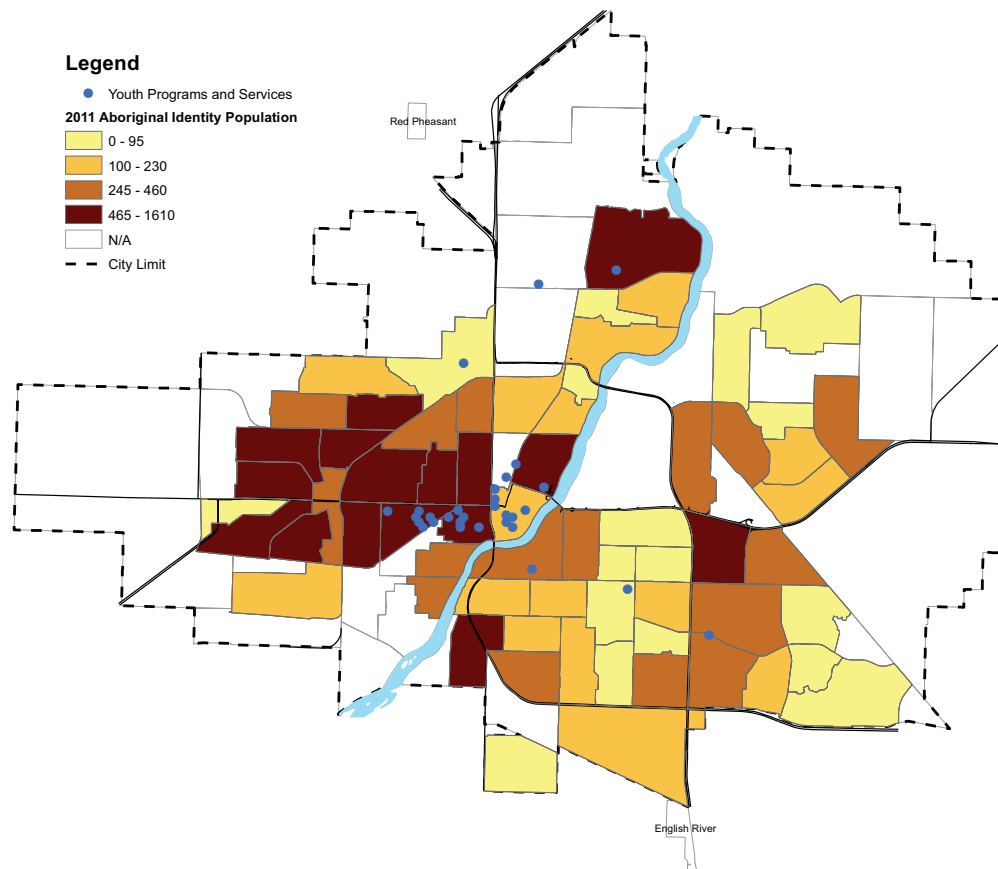 Legend
Youth Programs and Services
2011 Aboriginal Identity Population
0 - 95
100 - 230
245 - 460
465 - 1610
N/A
City Limit
Red Pheasant
English River